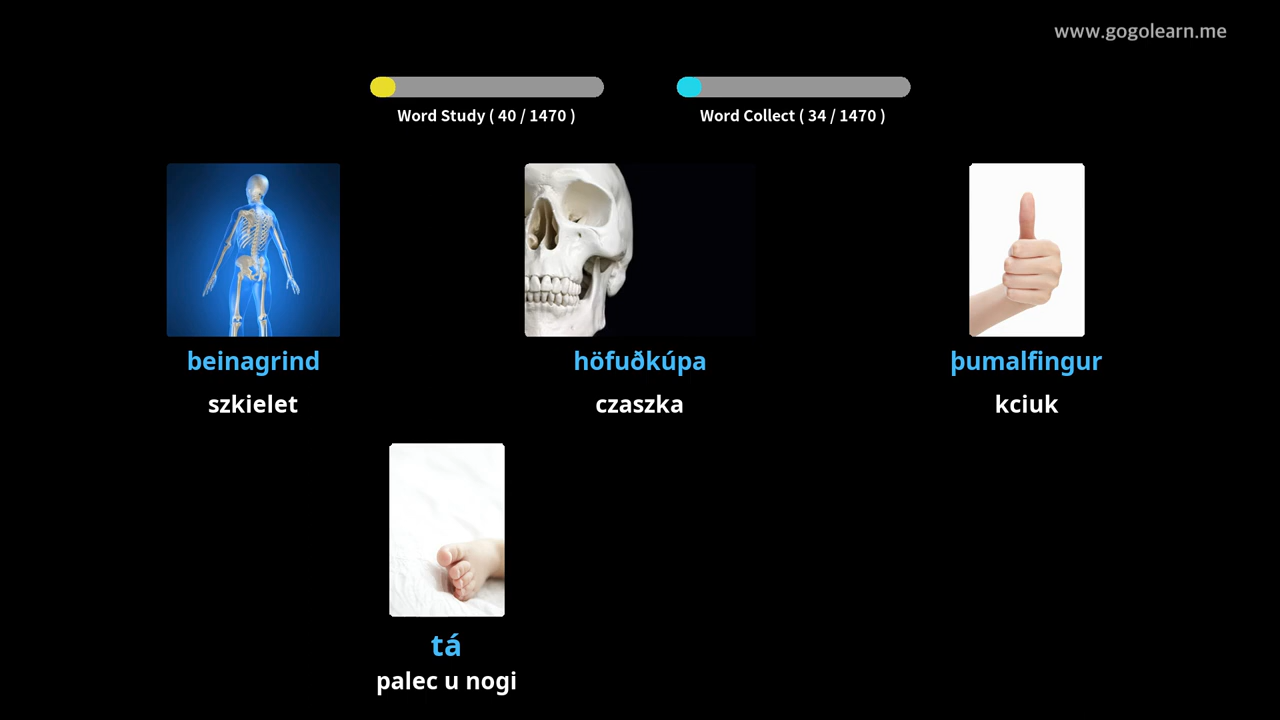 www.gogolearn.me
Word Study ( 40 / 1470 )
Word Collect ( 34 / 1470 )
beinagrind
höfuðkúpa
þumalfingur
szkielet
czaszka
kciuk
tá
palec u nogi